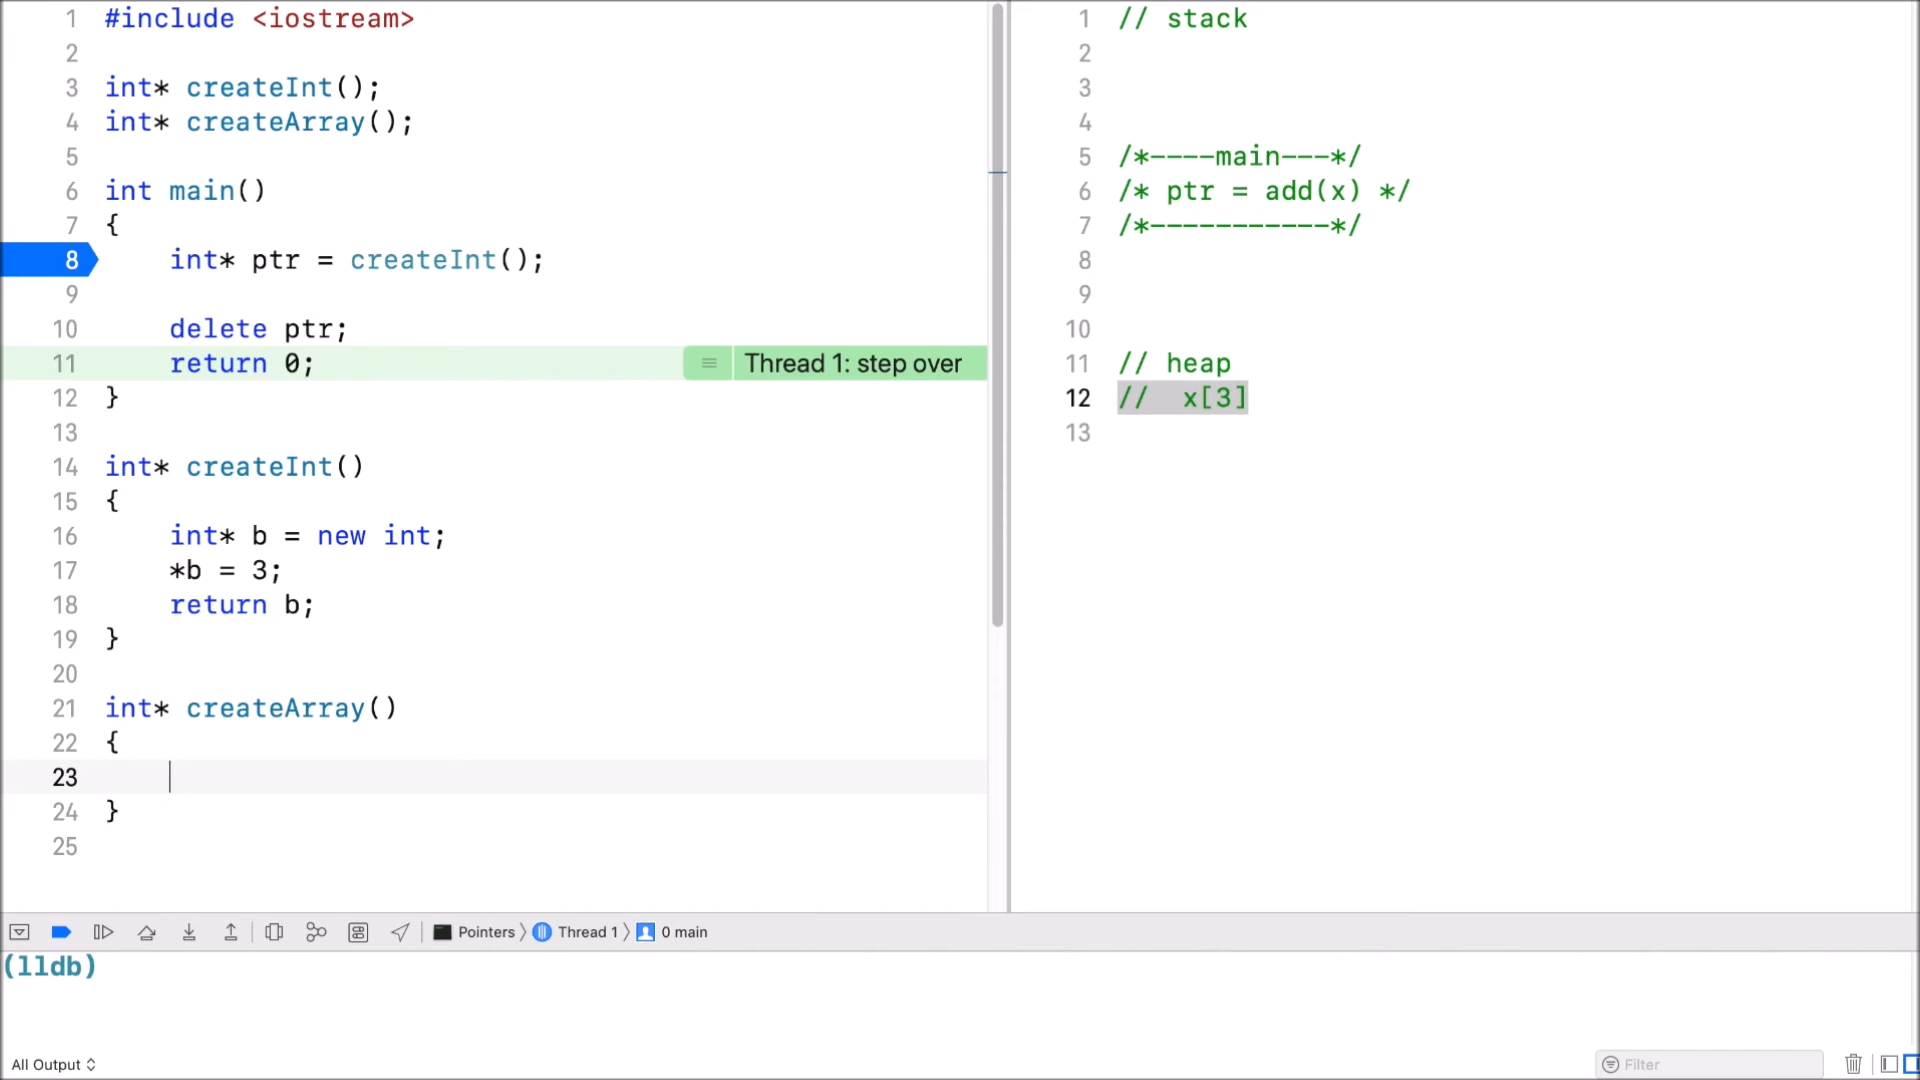 1 #include <iostream>
2
3 int* createInt();
4 int* createArray();
5
6 int main()
7 {
8 int* ptr = createInt();
9
10 delete ptr;
11 return 0; Thread 1: step over
12 }
13
14 int* createInt()
15 {
16 int* b = new int;
17 *b = 3;
18 return b;
19 }
20
21 int* createArray()
22 {
23
24 }
25
1 // stack
2
3
4
5 /*----main---*/
6 /* ptr = add(x) */
7 /*-----------*/
8
9
10
11 // heap
12 // x[3]
13
Pointers Thread 1 0 main
(lldb)
All Output Filter